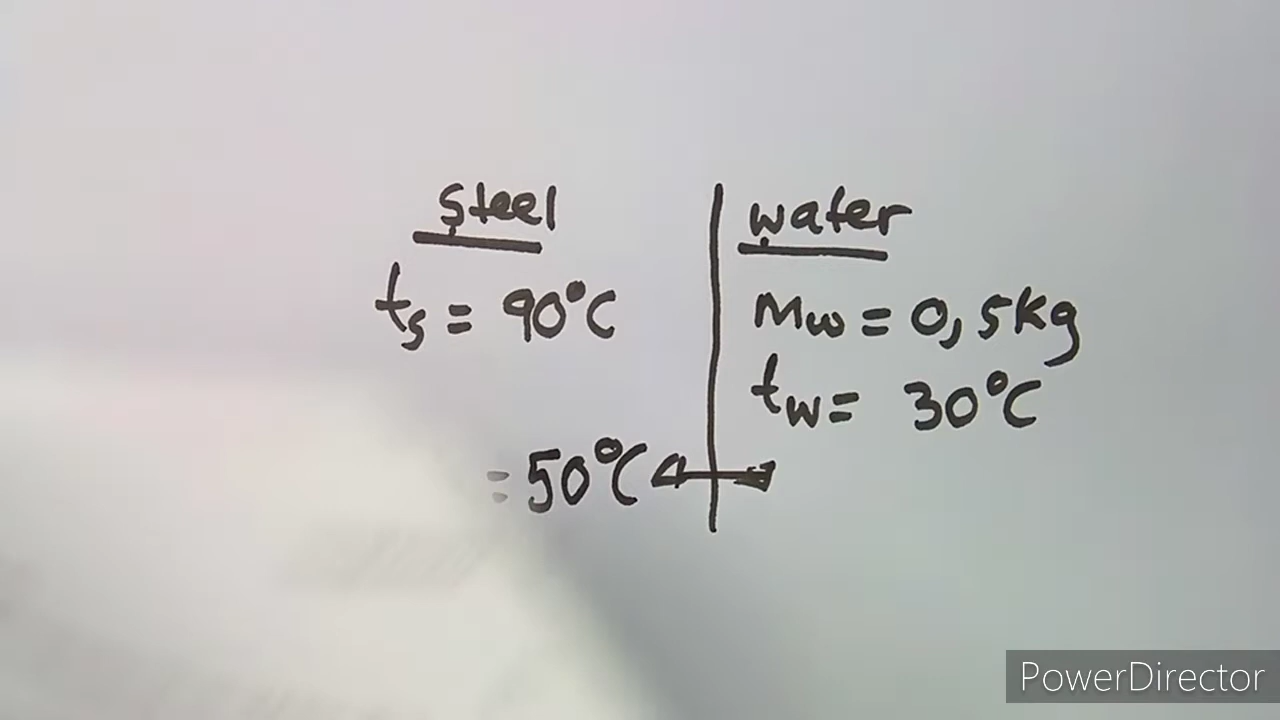 steel
water
ts = 90°C
mw = 0,5kg
tw = 30°C
= 50°C
PowerDirector